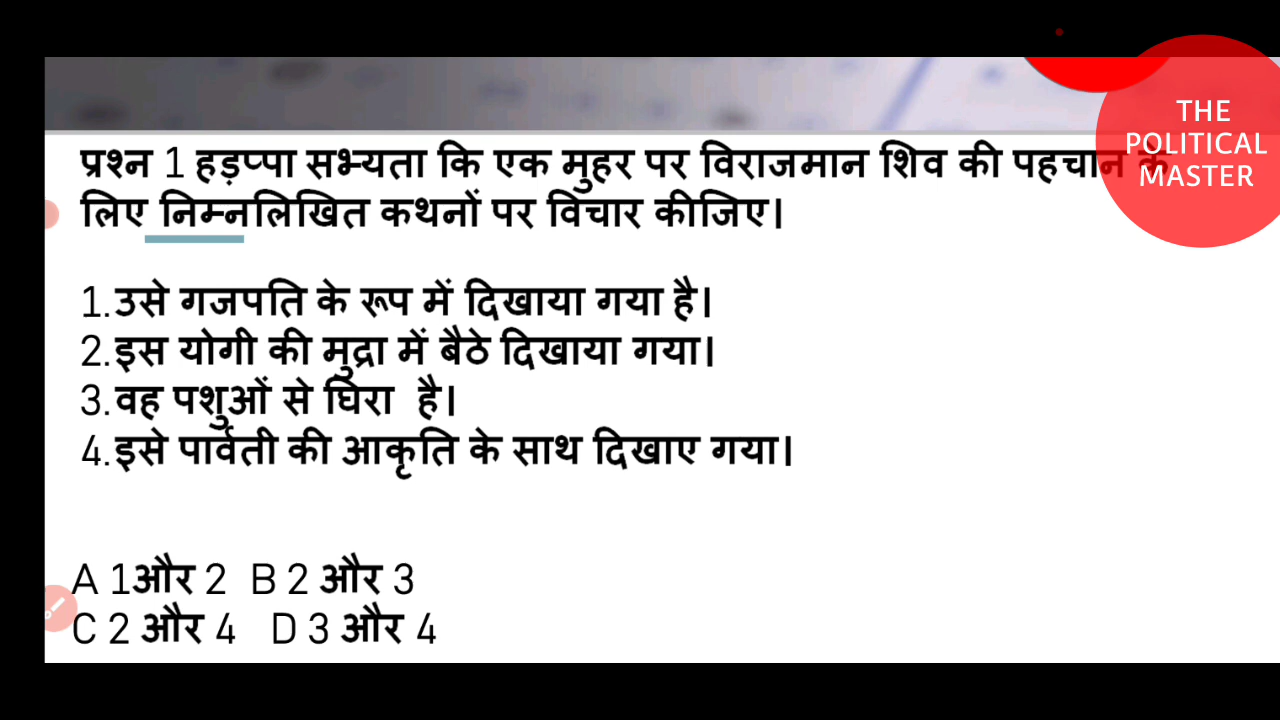 THE
POLITICAL
MASTER
प्रश्न 1 हड़प्पा सभ्यता कि एक मुहर पर विराजमान शिव की पहचान के
लिए निम्नलिखित कथनों पर विचार कीजिए।
1.उसे गजपति के रूप में दिखाया गया है।
2.इस योगी की मुद्रा में बैठे दिखाया गया।
3.वह पशुओं से घिरा है।
4.इसे पार्वती की आकृति के साथ दिखाए गया।
A 1और 2 B 2 और 3
C 2 और 4 D 3 और 4